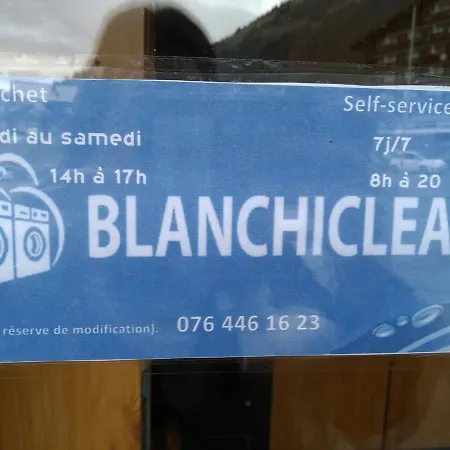 chet Self-service
di au samedi 7j/7
14h à 17h 8h à 20
BLANCHICLEA
réserve de modification). 076 446 16 23